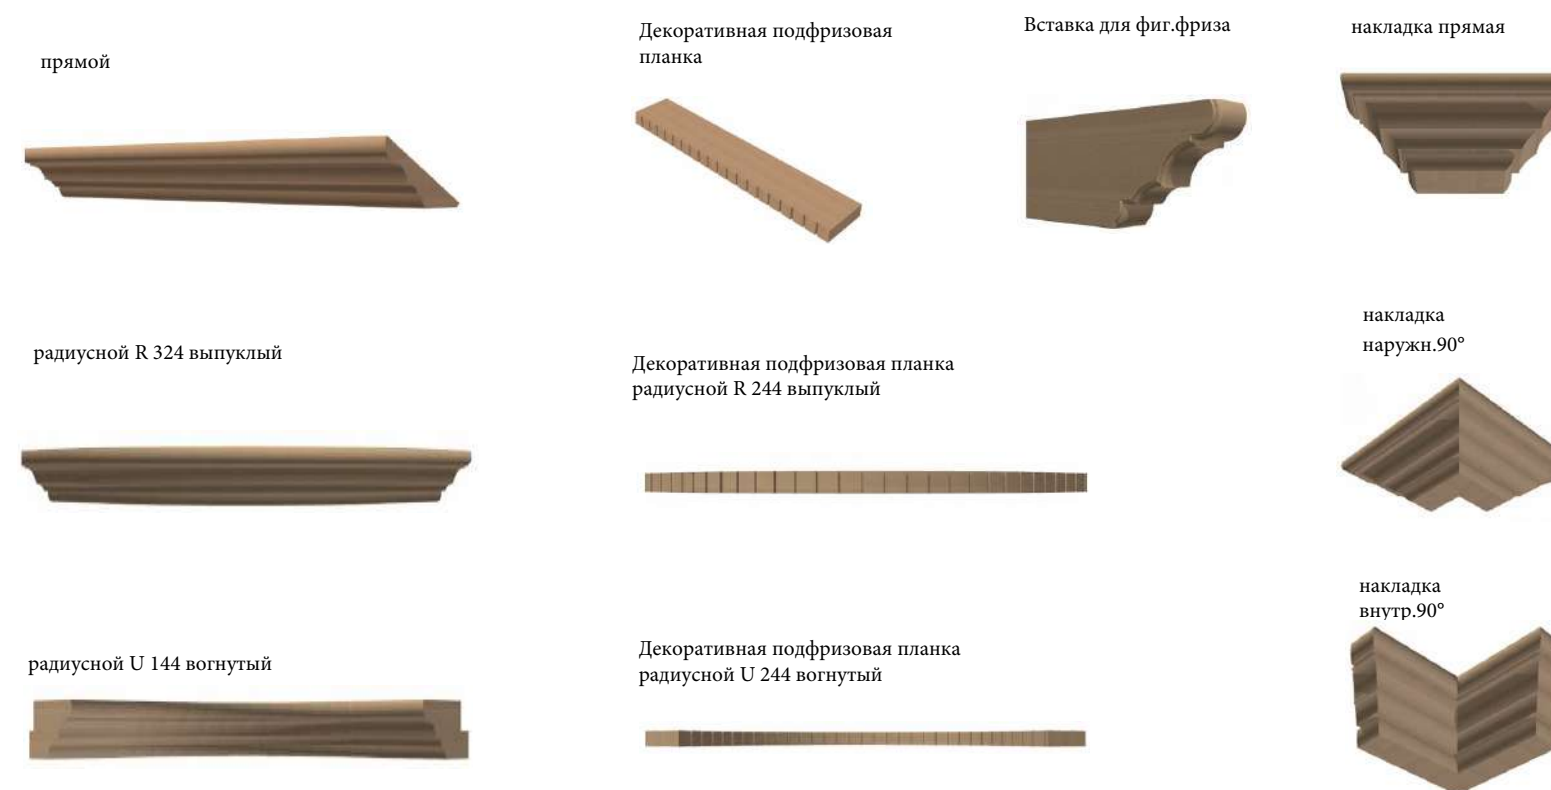 прямой
Декоративная подфризовая
планка
Вставка для фиг.фриза
накладка прямая
радиусной R 324 выпуклый
Декоративная подфризовая планка
радиусной R 244 выпуклый
накладка
наружн.90°
радиусной U 144 вогнутый
Декоративная подфризовая планка
радиусной U 244 вогнутый
накладка
внутр.90°